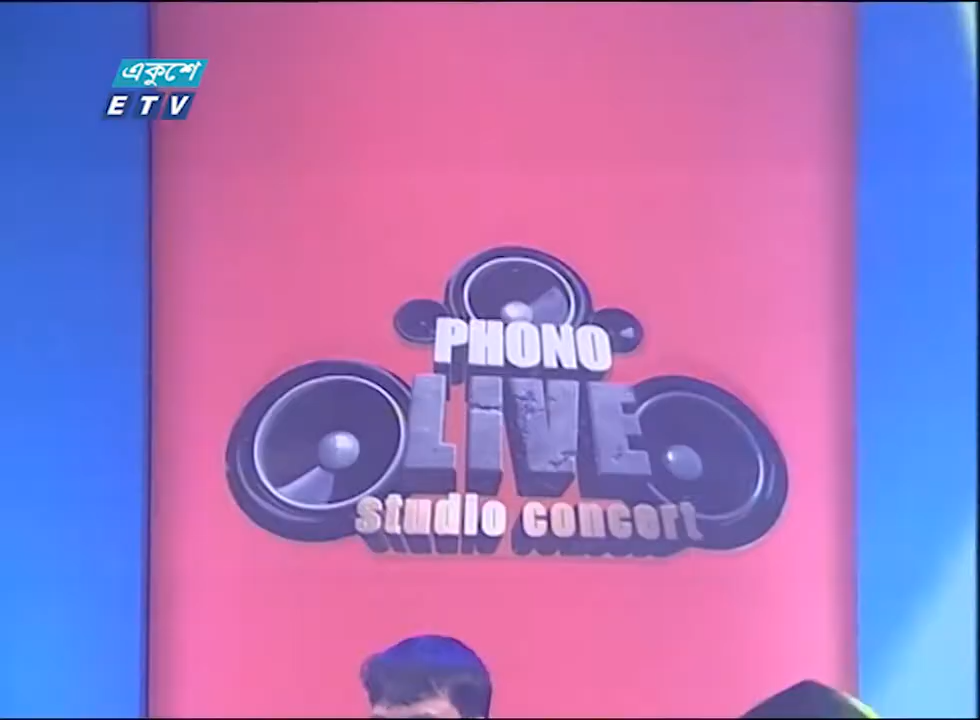 একুশে
ETV
PHONO
LIVE
studio concert